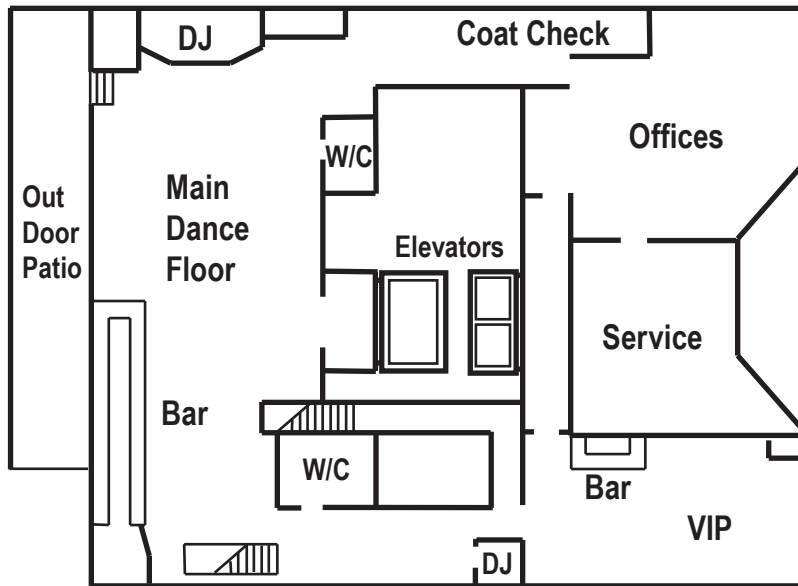 DJ
Coat Check
Offices
W/C
Main
Dance
Floor
Out
Door
Patio
Elevators
Service
Bar
W/C
Bar
VIP
DJ